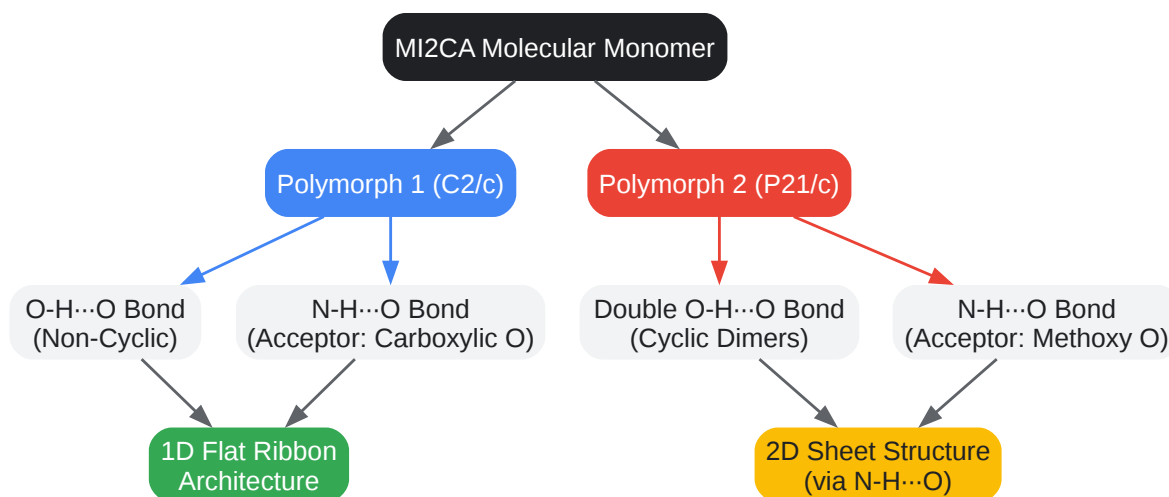 MI2CA Molecular Monomer
Polymorph 1 (C2/c)
Polymorph 2 (P21/c)
O-H···O Bond
(Non-Cyclic)
N-H···O Bond
(Acceptor: Carboxylic O)
Double O-H···O Bond
(Cyclic Dimers)
N-H···O Bond
(Acceptor: Methoxy O)
1D Flat Ribbon
Architecture
2D Sheet Structure
(via N-H···O)